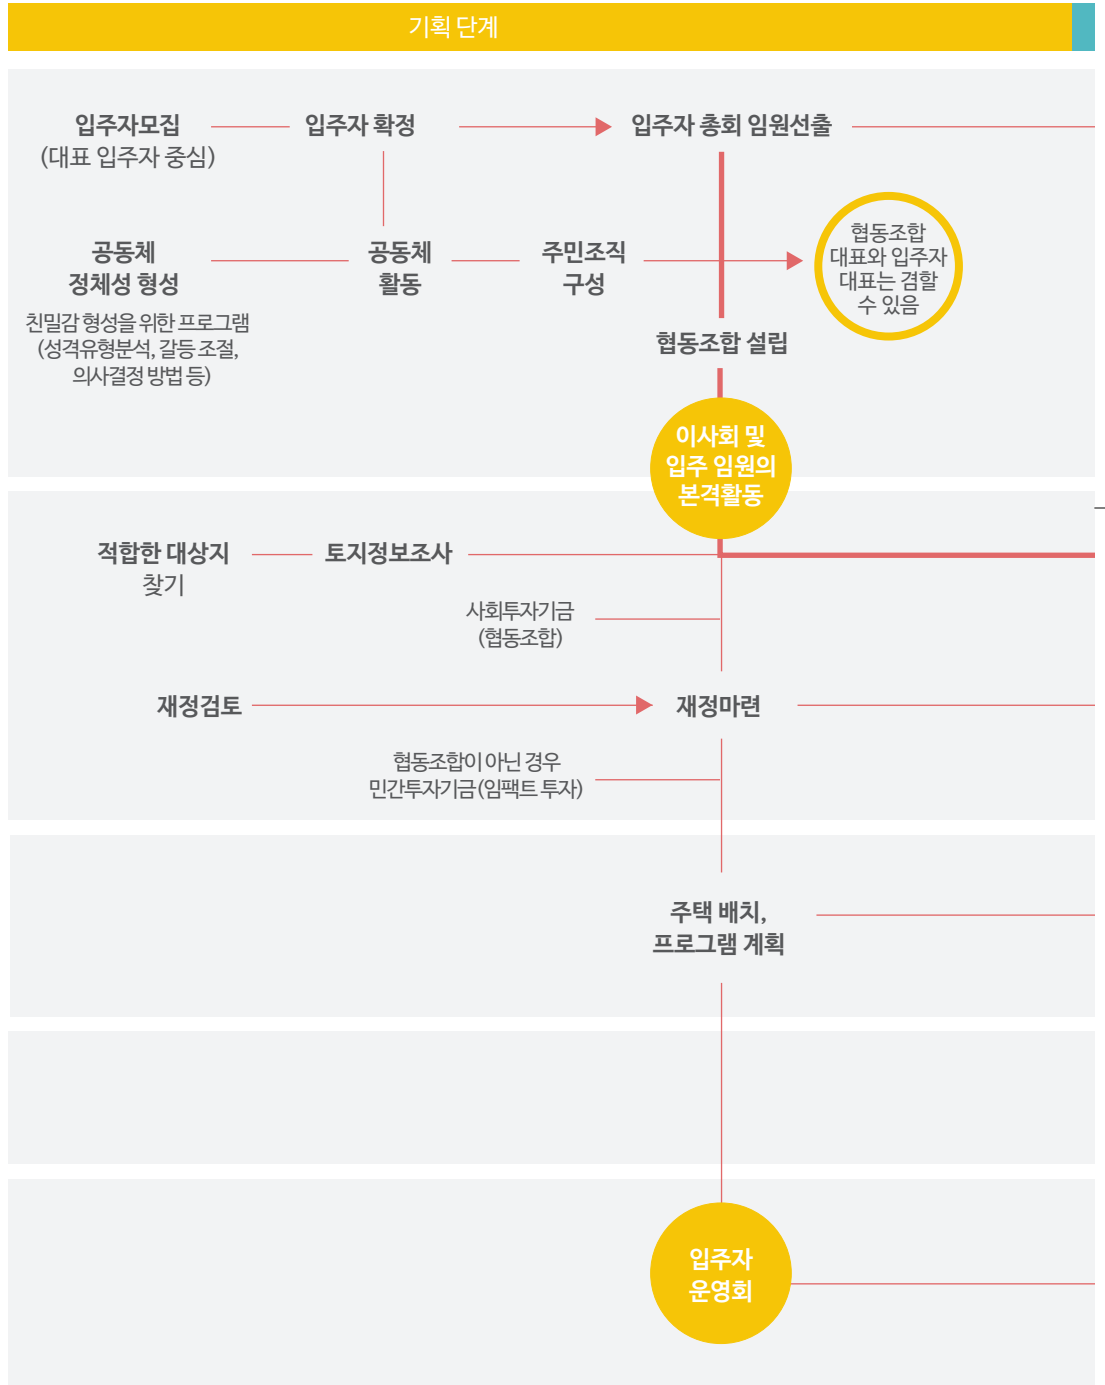 기획 단계
입주자모집
(대표 입주자 중심)
입주자 확정
입주자 총회 임원선출
공동체
정체성 형성
친밀감 형성을 위한 프로그램
(성격유형분석, 갈등 조절,
의사결정 방법 등)
공동체
활동
주민조직
구성
협동조합
대표와 입주자
대표는 겸할
수 있음
협동조합 설립
이사회 및
입주 임원의
본격활동
적합한 대상지
찾기
토지정보조사
사회투자기금
(협동조합)
재정검토
재정마련
협동조합이 아닌 경우
민간투자기금(임팩트 투자)
주택 배치,
프로그램 계획
입주자
운영회